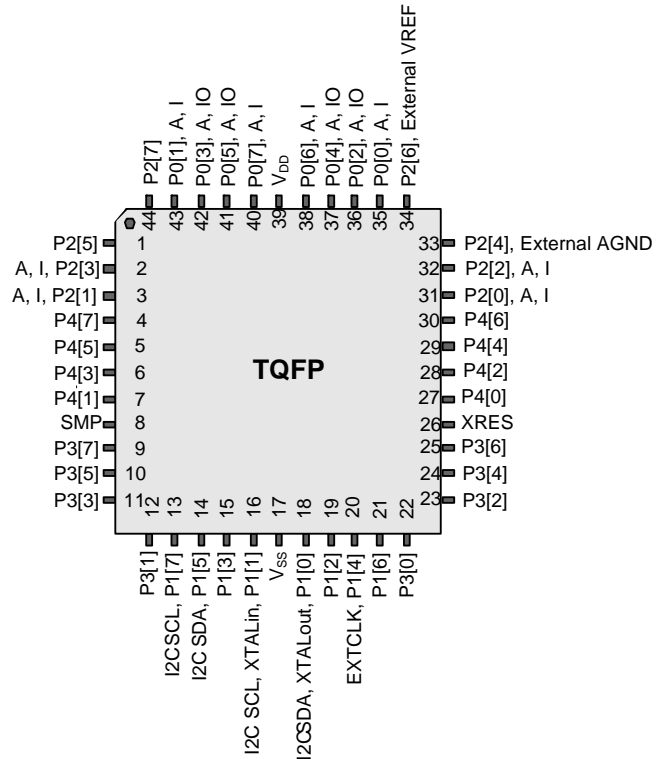 P2[7]
P0[1], A, I
P0[3], A, IO
P0[5], A, IO
P0[7], A, I
VDD
P0[6], A, I
P0[4], A, IO
P0[2], A, IO
P0[0], A, I
P2[6], External VREF
44
43
42
41
40
39
38
37
36
35
34
P2[5] 1
A, I, P2[3] 2
A, I, P2[1] 3
P4[7] 4
P4[5] 5
P4[3] 6
P4[1] 7
SMP 8
P3[7] 9
P3[5] 10
P3[3] 11
TQFP
33 P2[4], External AGND
32 P2[2], A, I
31 P2[0], A, I
30 P4[6]
29 P4[4]
28 P4[2]
27 P4[0]
26 XRES
25 P3[6]
24 P3[4]
23 P3[2]
12
13
14
15
16
17
18
19
20
21
22
P3[1]
I2CSCL, P1[7]
I2C SDA, P1[5]
P1[3]
I2C SCL, XTALin, P1[1]
Vss
I2CSDA, XTALout, P1[0]
P1[2]
EXTCLK, P1[4]
P1[6]
P3[0]